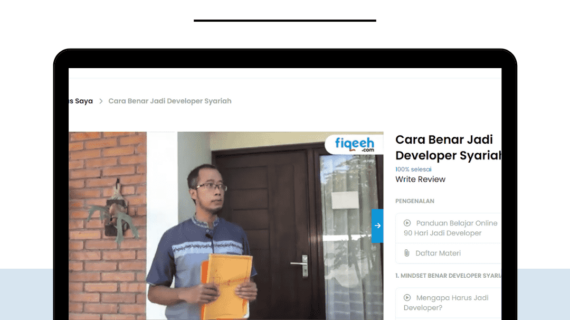 s Saya > Cara Benar Jadi Developer Syariah
fiqeeh
.com
Cara Benar Jadi
Developer Syariah
100% selesai
Write Review
PENGENALAN
Panduan Belajar Online
90 Hari Jadi Developer
Daftar Materi
1. MINDSET BENAR DEVELOPER SYARI
Mengapa Harus Jadi
Developer?